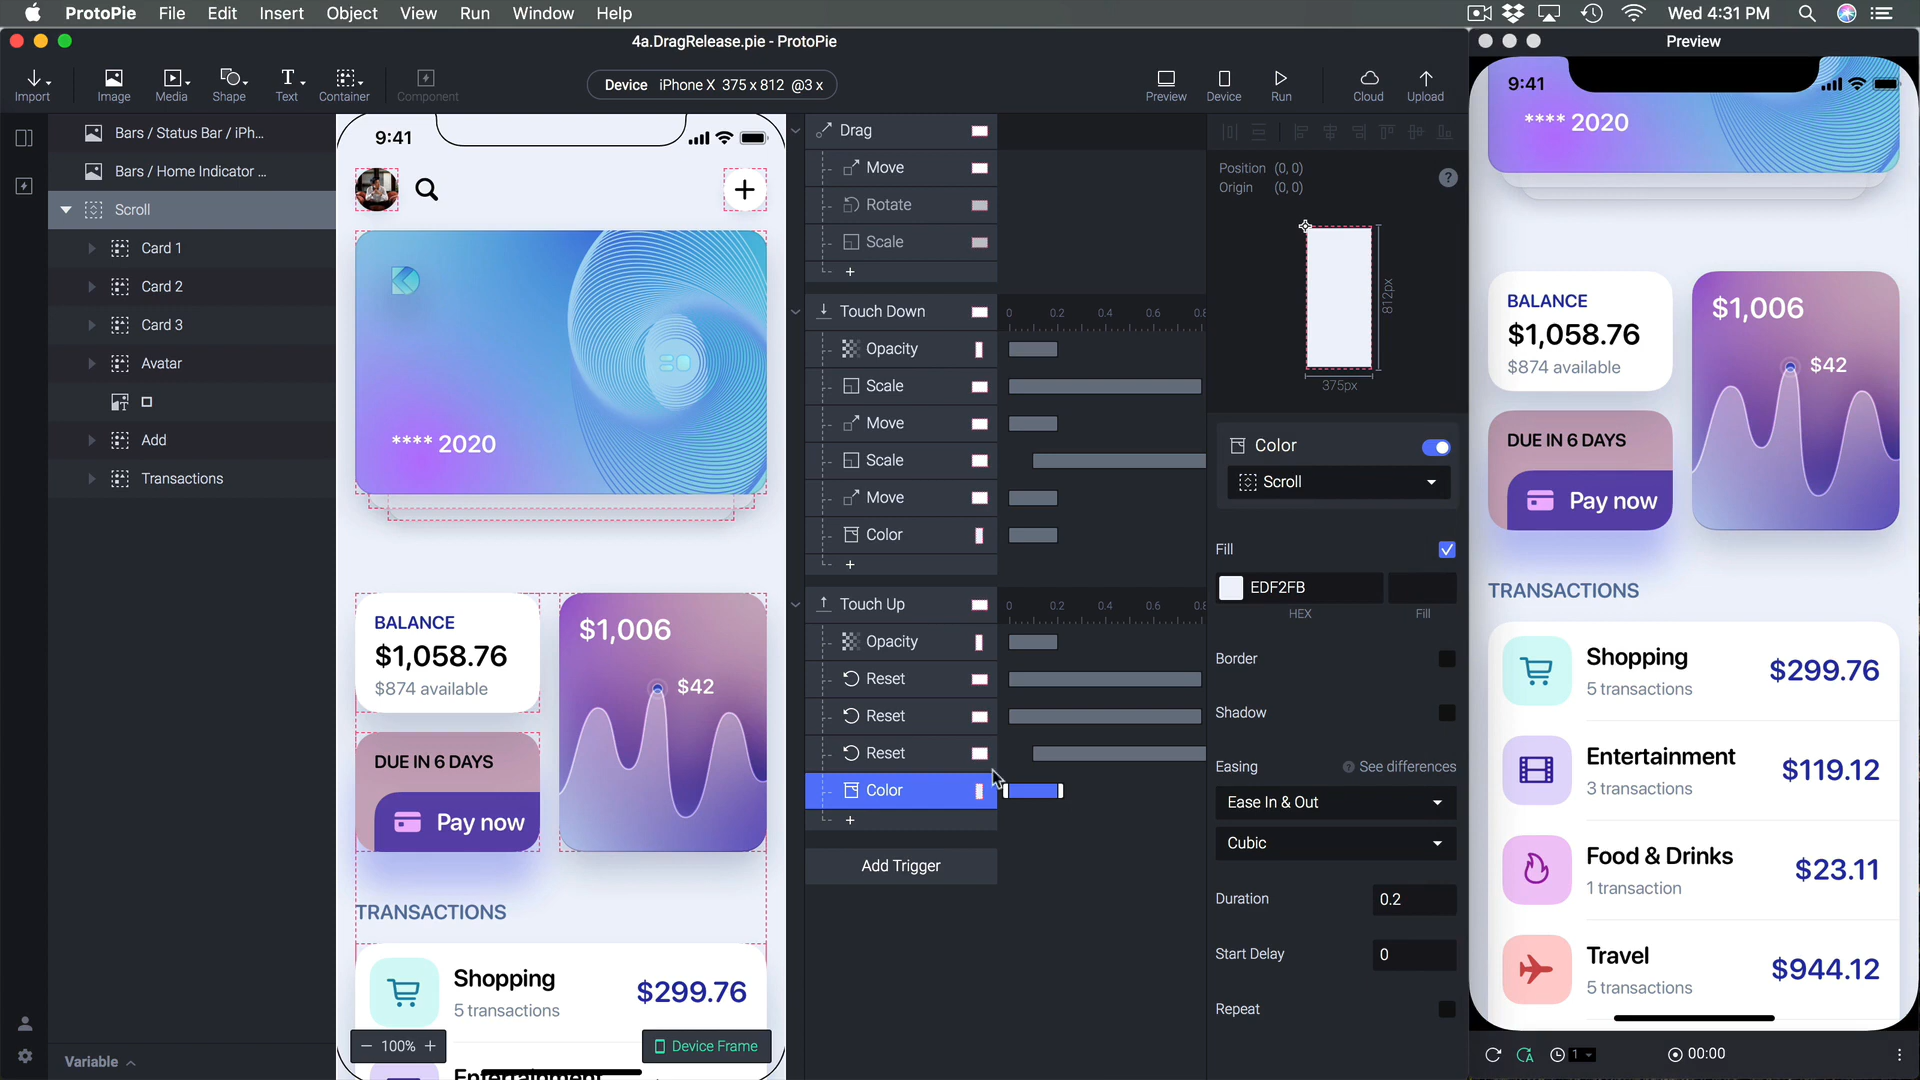 ProtoPie File Edit Insert Object View Run Window Help
Wed 4:31 PM
4a.DragRelease.pie - ProtoPie
Preview
Import Image Media Shape Text Container Component
Device iPhone X 375 x 812 @3 x
Preview Device Run Cloud Upload
Bars / Status Bar / iPh...
Bars / Home Indicator ...
Scroll
Card 1
Card 2
Card 3
Avatar
Add
Transactions
Variable
9:41
**** 2020
BALANCE
$1,058.76
$874 available
$1,006
$42
DUE IN 6 DAYS
Pay now
TRANSACTIONS
Shopping
5 transactions
$299.76
Entertainment
100%
Device Frame
Drag
Move
Rotate
Scale
+
Touch Down
0 0.2 0.4 0.6 0.8
Opacity
Scale
Move
Scale
Move
Color
+
Touch Up
0 0.2 0.4 0.6 0.8
Opacity
Reset
Reset
Reset
Color
+
Add Trigger
Position (0, 0)
Origin (0, 0)
?
812px
375px
Color
Scroll
Fill
EDF2FB
HEX Fill
Border
Shadow
Easing ? See differences
Ease In & Out
Cubic
Duration 0.2
Start Delay 0
Repeat
9:41
**** 2020
BALANCE
$1,058.76
$874 available
$1,006
$42
DUE IN 6 DAYS
Pay now
TRANSACTIONS
Shopping
5 transactions
$299.76
Entertainment
3 transactions
$119.12
Food & Drinks
1 transaction
$23.11
Travel
5 transactions
$944.12
1
00:00